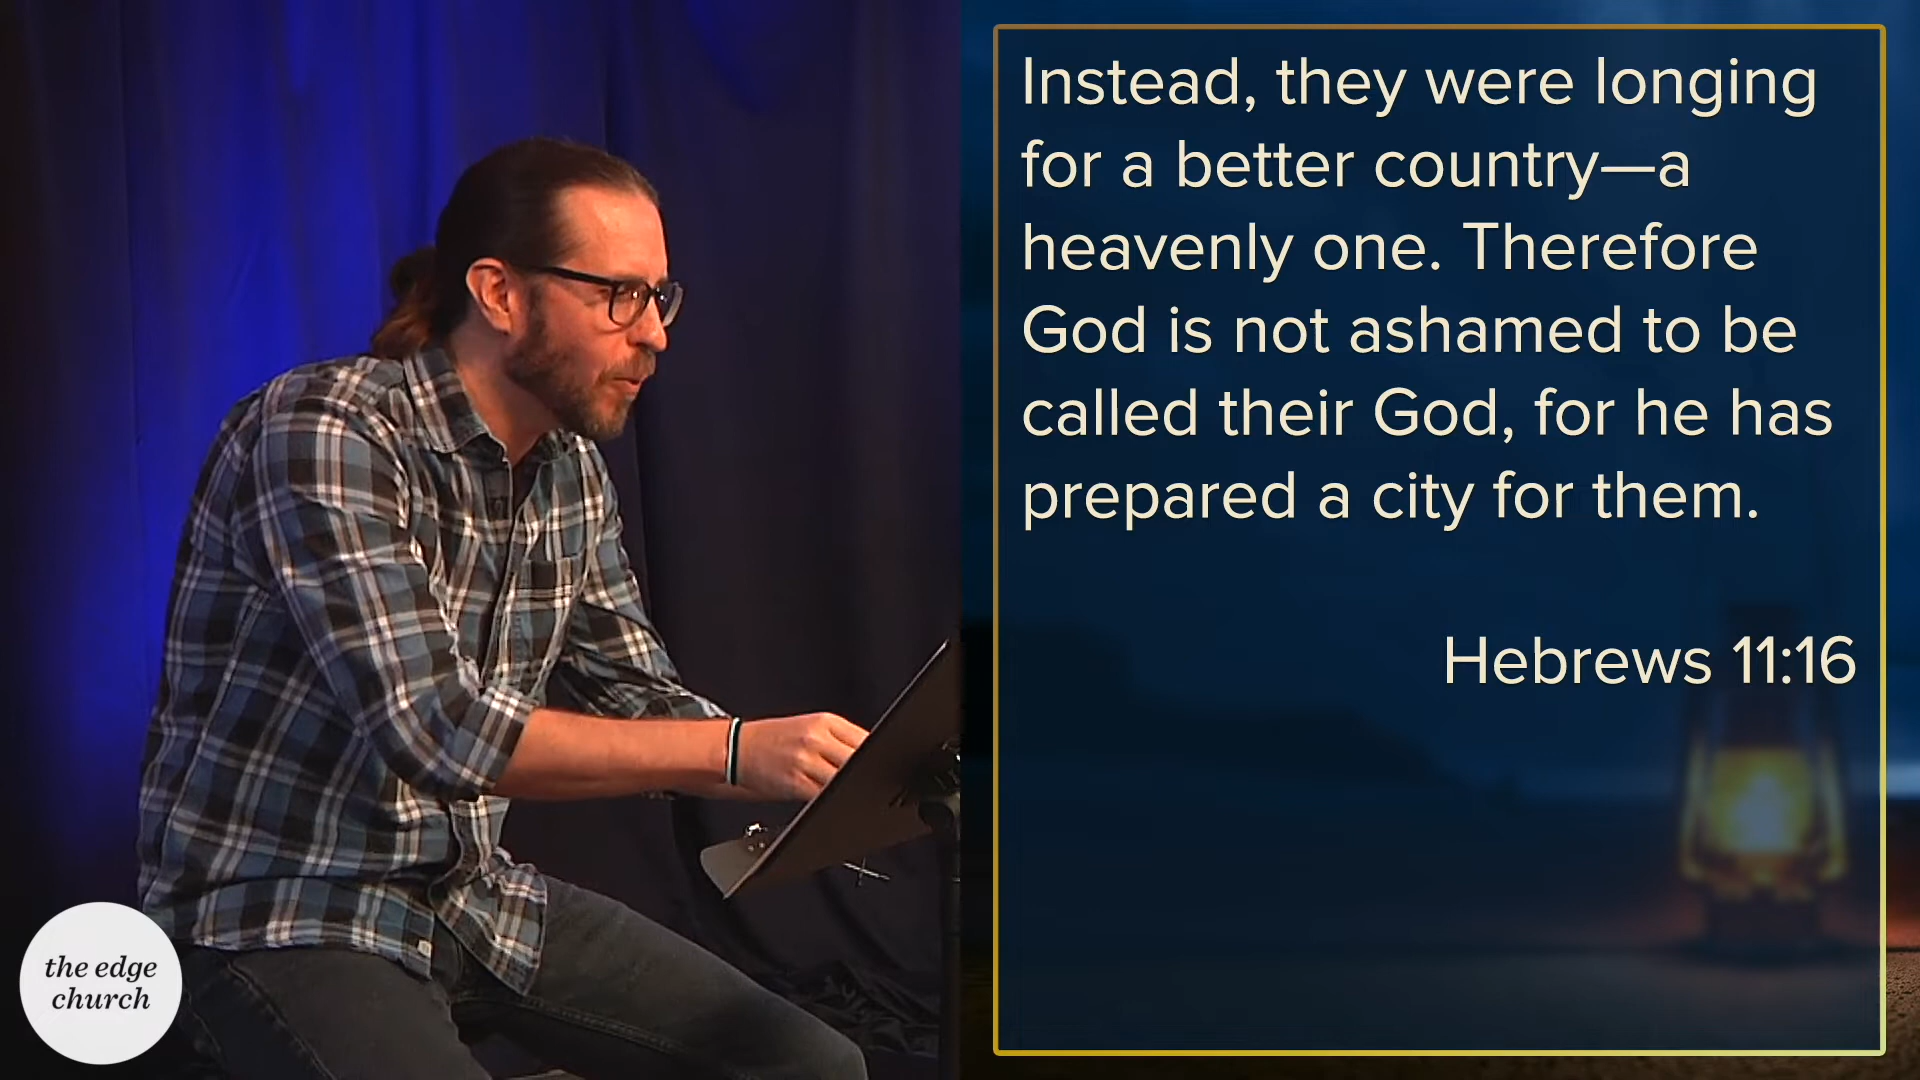 Instead, they were longing
for a better country—a
heavenly one. Therefore
God is not ashamed to be
called their God, for he has
prepared a city for them.
Hebrews 11:16
the edge
church